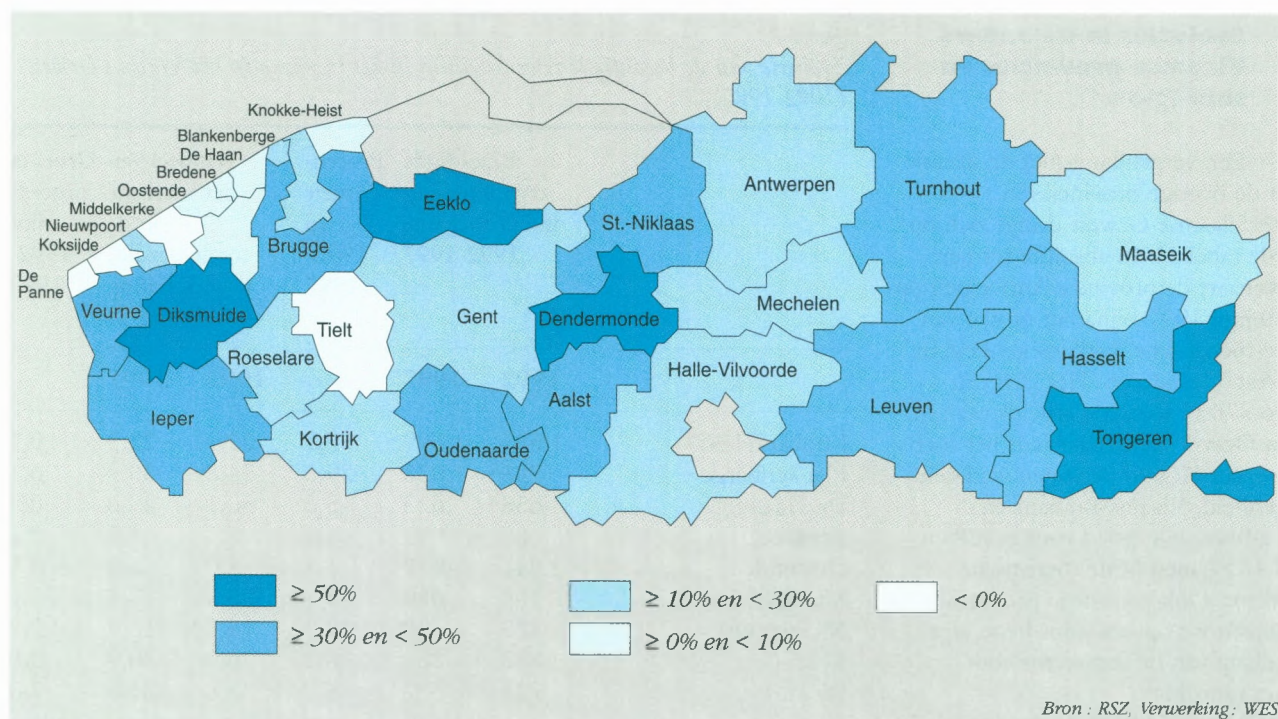 Knokke-Heist
Blankenberge
De Haan
Bredene
Oostende
Middelkerke
Nieuwpoort
Koksijde
De
Panne
Veurne
Diksmuide
Brugge
Eeklo
St.-Niklaas
Antwerpen
Turnhout
Maaseik
Tielt
Gent
Dendermonde
Mechelen
Roeselare
Halle-Vilvoorde
Hasselt
Ieper
Aalst
Leuven
Kortrijk
Oudenaarde
Tongeren
≥ 50%
≥ 30% en < 50%
≥ 10% en < 30%
≥ 0% en < 10%
< 0%
Bron : RSZ, Verwerking : WES